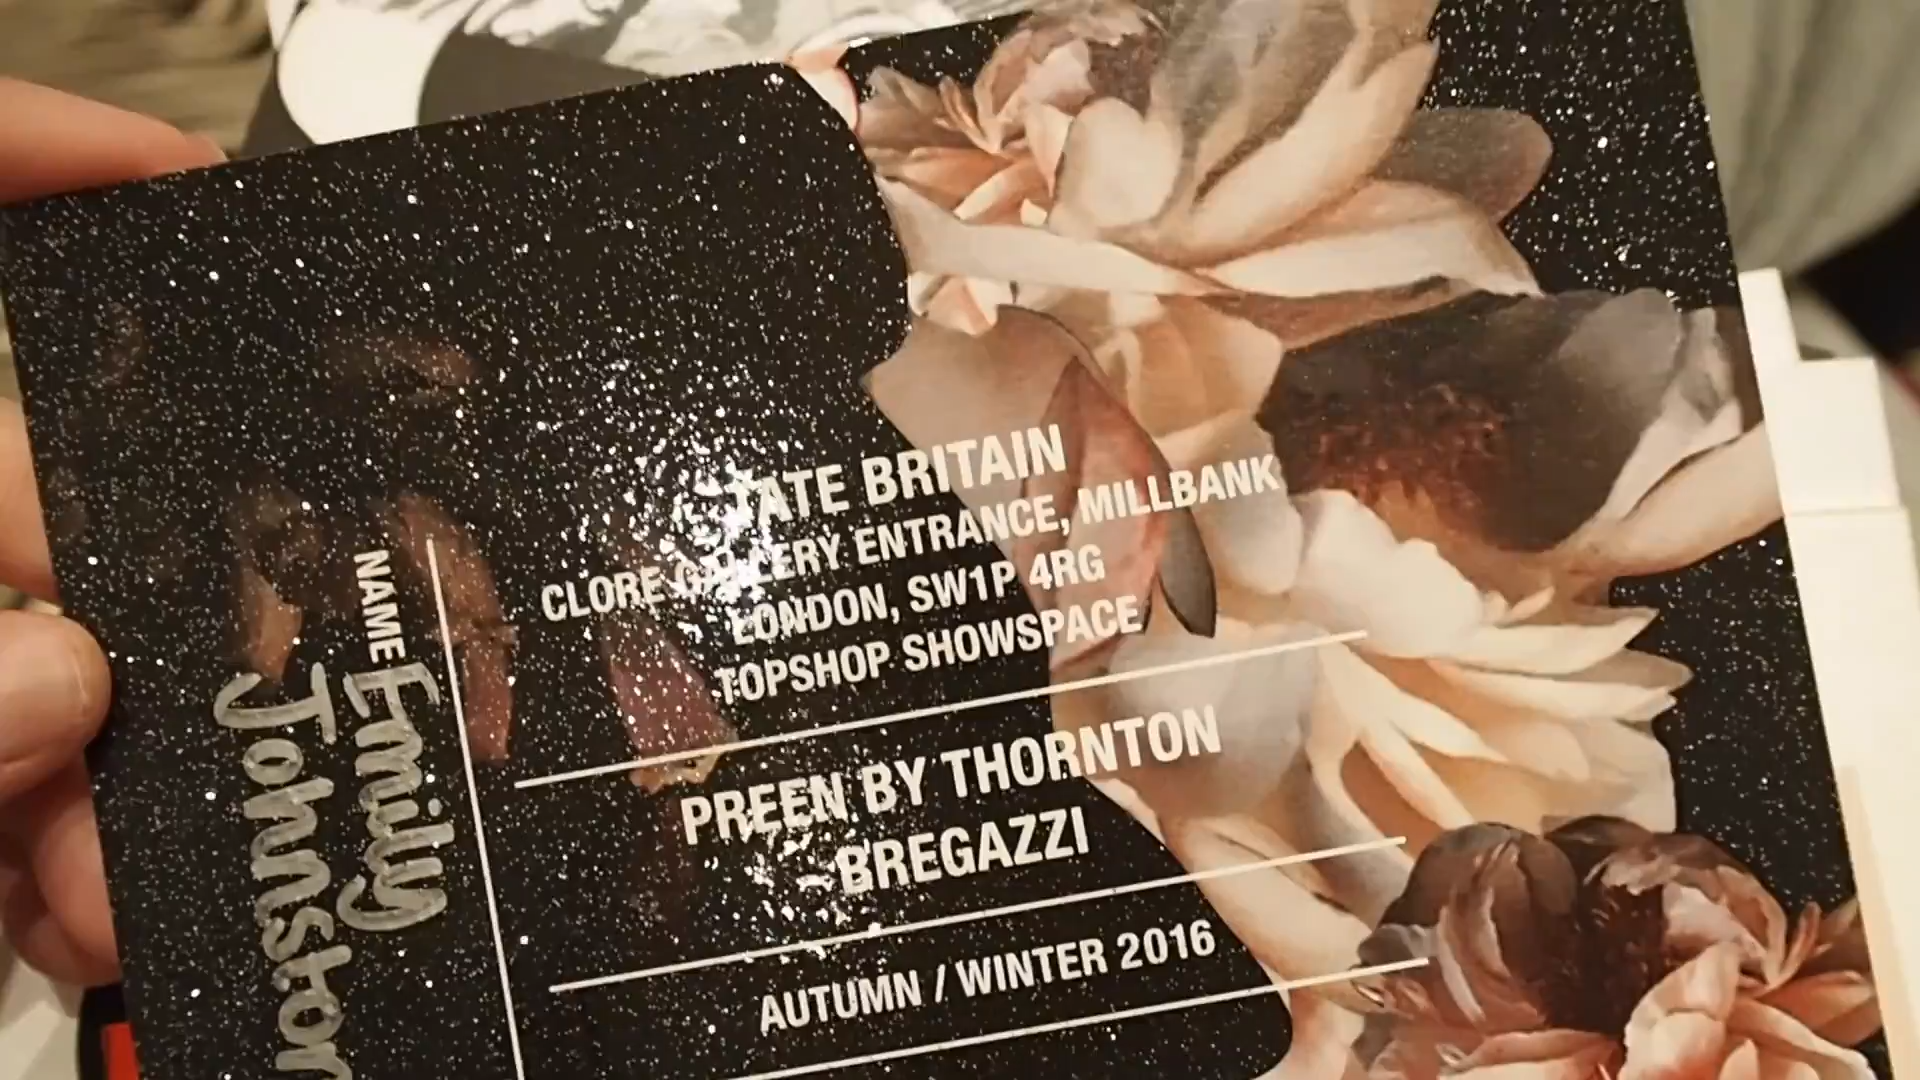 TATE BRITAIN
CLORE GALLERY ENTRANCE, MILLBANK
LONDON, SW1P 4RG
TOPSHOP SHOWSPACE
PREEN BY THORNTON
BREGAZZI
AUTUMN / WINTER 2016
NAME Emily
Johnston